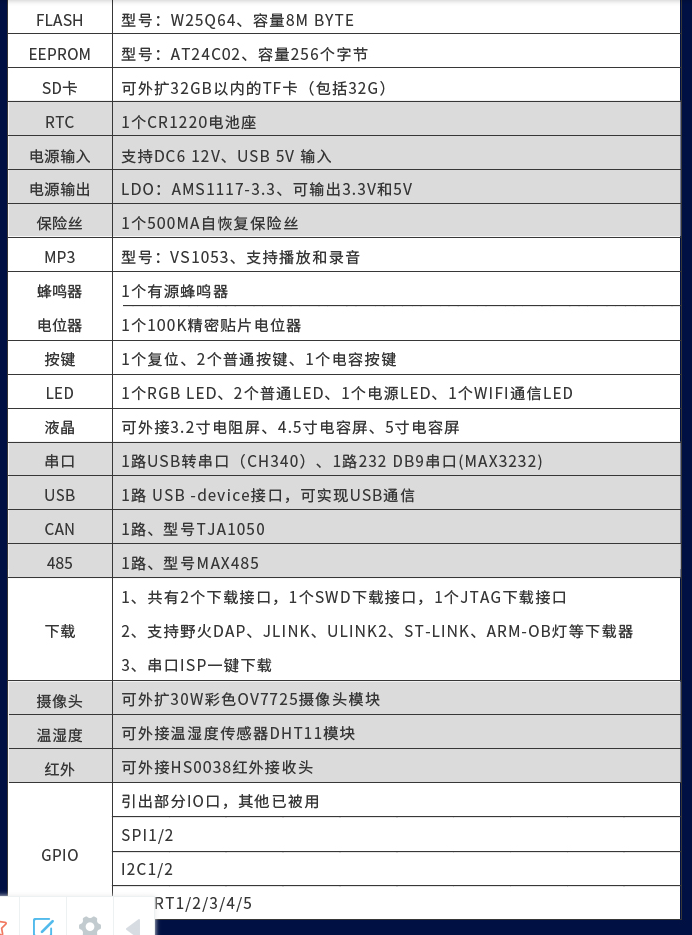 FLASH 型号：W25Q64、容量8M BYTE
EEPROM 型号：AT24C02、容量256个字节
SD卡 可外扩32GB以内的TF卡（包括32G）
RTC 1个CR1220电池座
电源输入 支持DC6 12V、USB 5V 输入
电源输出 LDO：AMS1117-3.3、可输出3.3V和5V
保险丝 1个500MA自恢复保险丝
MP3 型号：VS1053、支持播放和录音
蜂鸣器 1个有源蜂鸣器
电位器 1个100K精密贴片电位器
按键 1个复位、2个普通按键、1个电容按键
LED 1个RGB LED、2个普通LED、1个电源LED、1个WIFI通信LED
液晶 可外接3.2寸电阻屏、4.5寸电容屏、5寸电容屏
串口 1路USB转串口（CH340）、1路232 DB9串口(MAX3232)
USB 1路 USB -device接口，可实现USB通信
CAN 1路、型号TJA1050
485 1路、型号MAX485
1、共有2个下载接口，1个SWD下载接口，1个JTAG下载接口
下载 2、支持野火DAP、JLINK、ULINK2、ST-LINK、ARM-OB灯等下载器
3、串口ISP一键下载
摄像头 可外扩30W彩色OV7725摄像头模块
温湿度 可外接温湿度传感器DHT11模块
红外 可外接HS0038红外接收头
引出部分IO口，其他已被用
SPI1/2
GPIO
I2C1/2
RT1/2/3/4/5